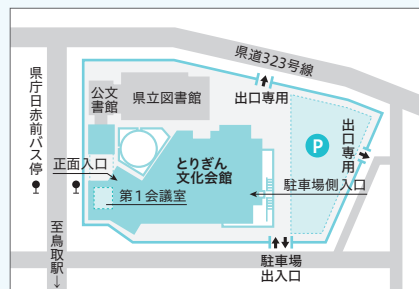 県道323号線
公文書館
県立図書館
出口専用
県庁日赤前バス停
正面入口
とりぎん
文化会館
P
出口専用
第1会議室
駐車場側入口
至鳥取駅↓
駐車場
出入口